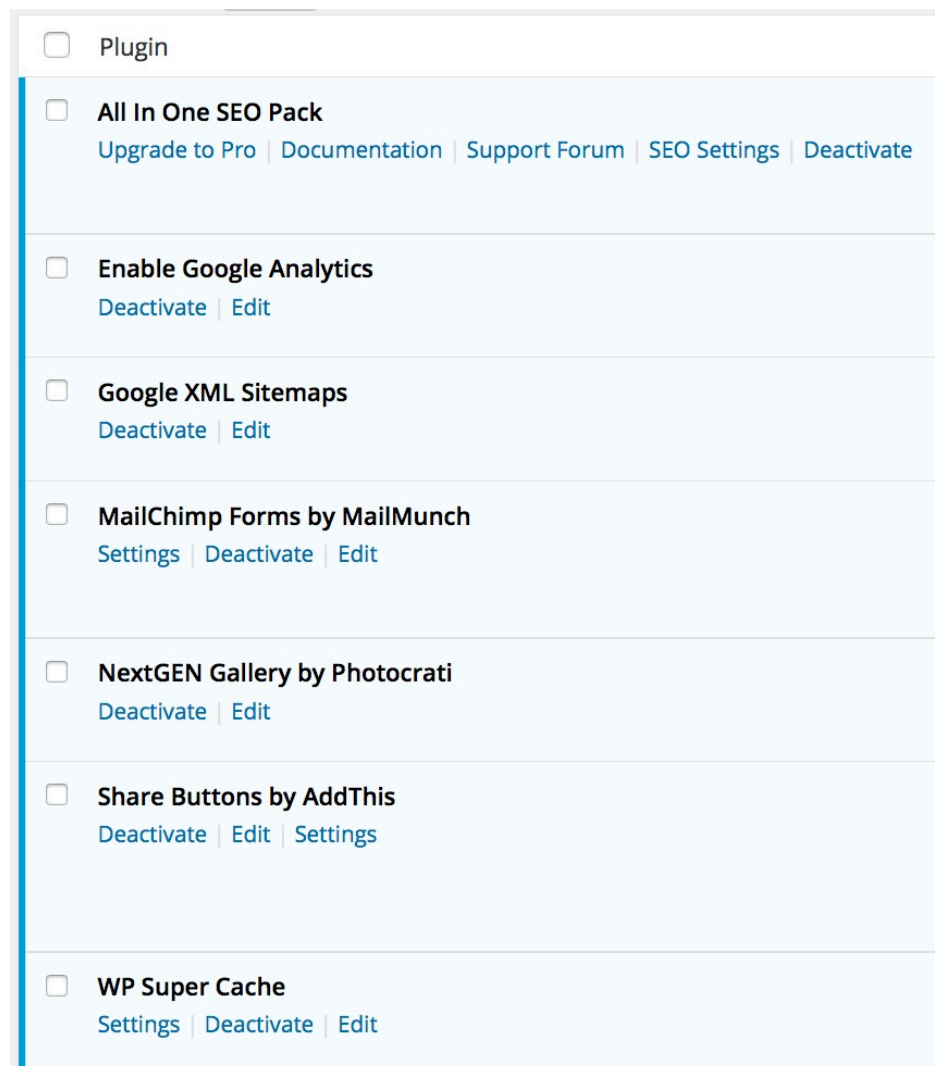 Plugin
All In One SEO Pack
Upgrade to Pro | Documentation | Support Forum | SEO Settings | Deactivate
Enable Google Analytics
Deactivate | Edit
Google XML Sitemaps
Deactivate | Edit
MailChimp Forms by MailMunch
Settings | Deactivate | Edit
NextGEN Gallery by Photocrati
Deactivate | Edit
Share Buttons by AddThis
Deactivate | Edit | Settings
WP Super Cache
Settings | Deactivate | Edit